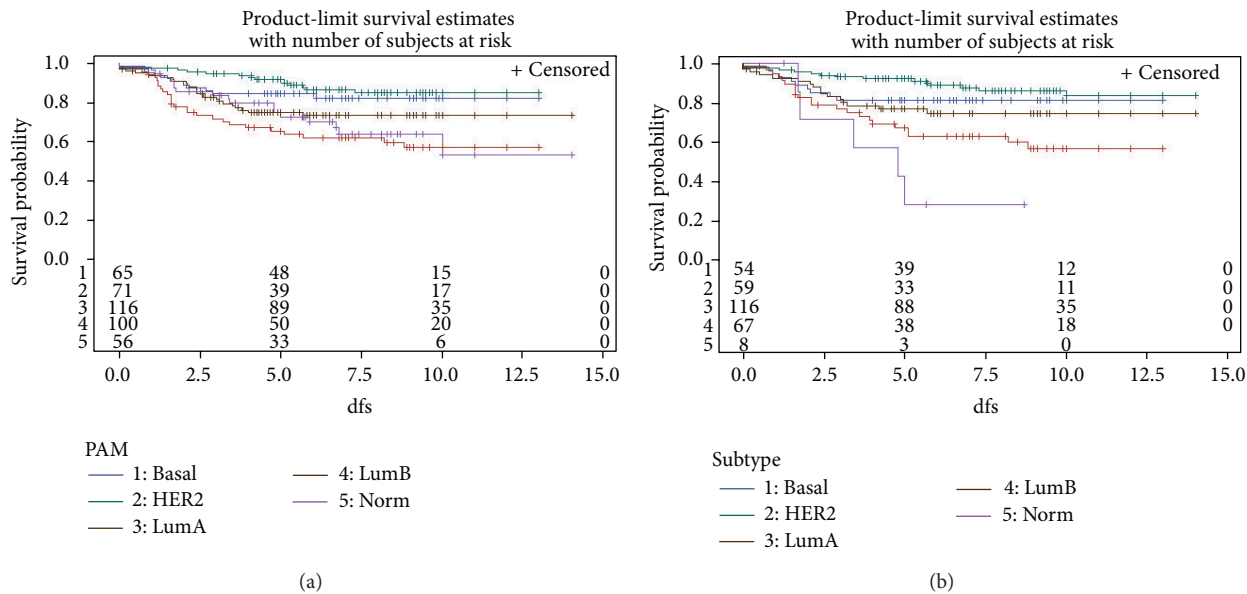 Product-limit survival estimates
with number of subjects at risk
+ Censored
Survival probability
1.0
0.8
0.6
0.4
0.2
0.0
1 65 48 15 0
2 71 39 17 0
3 116 89 35 0
4 100 50 20 0
5 56 33 6 0
0.0 2.5 5.0 7.5 10.0 12.5 15.0
dfs
PAM
1: Basal
2: HER2
3: LumA
4: LumB
5: Norm
(a)
Product-limit survival estimates
with number of subjects at risk
+ Censored
Survival probability
1.0
0.8
0.6
0.4
0.2
0.0
1 54 39 12 0
2 59 33 11 0
3 116 88 35 0
4 67 38 18 0
5 8 3 0
0.0 2.5 5.0 7.5 10.0 12.5 15.0
dfs
Subtype
1: Basal
2: HER2
3: LumA
4: LumB
5: Norm
(b)